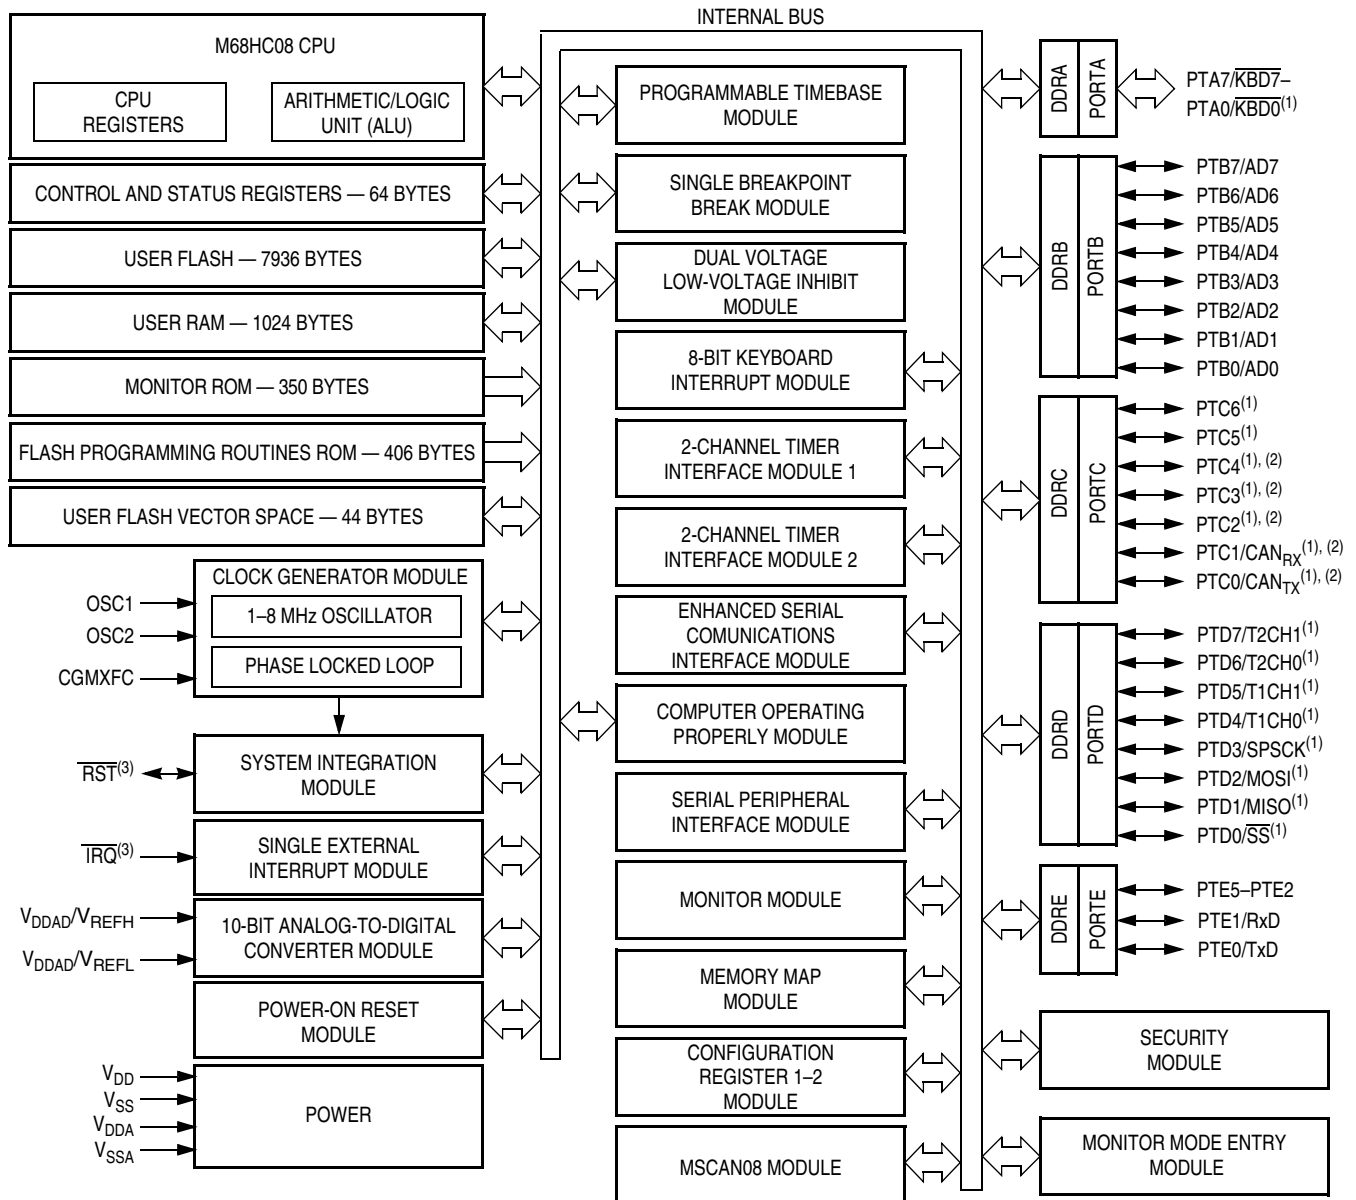 INTERNAL BUS
M68HC08 CPU
CPU
REGISTERS
ARITHMETIC/LOGIC
UNIT (ALU)
CONTROL AND STATUS REGISTERS — 64 BYTES
USER FLASH — 7936 BYTES
USER RAM — 1024 BYTES
MONITOR ROM — 350 BYTES
FLASH PROGRAMMING ROUTINES ROM — 406 BYTES
USER FLASH VECTOR SPACE — 44 BYTES
CLOCK GENERATOR MODULE
1–8 MHz OSCILLATOR
PHASE LOCKED LOOP
OSC1
OSC2
CGMXFC
SYSTEM INTEGRATION
MODULE
RST(3)
SINGLE EXTERNAL
INTERRUPT MODULE
IRQ(3)
10-BIT ANALOG-TO-DIGITAL
CONVERTER MODULE
VDDAD/VREFH
VDDAD/VREFL
POWER-ON RESET
MODULE
POWER
VDD
VSS
VDDA
VSSA
PROGRAMMABLE TIMEBASE
MODULE
SINGLE BREAKPOINT
BREAK MODULE
DUAL VOLTAGE
LOW-VOLTAGE INHIBIT
MODULE
8-BIT KEYBOARD
INTERRUPT MODULE
2-CHANNEL TIMER
INTERFACE MODULE 1
2-CHANNEL TIMER
INTERFACE MODULE 2
ENHANCED SERIAL
COMUNICATIONS
INTERFACE MODULE
COMPUTER OPERATING
PROPERLY MODULE
SERIAL PERIPHERAL
INTERFACE MODULE
MONITOR MODULE
MEMORY MAP
MODULE
CONFIGURATION
REGISTER 1–2
MODULE
MSCAN08 MODULE
DDRA
PORTA
PTA7/KBD7–
PTA0/KBD0(1)
DDRB
PORTB
PTB7/AD7
PTB6/AD6
PTB5/AD5
PTB4/AD4
PTB3/AD3
PTB2/AD2
PTB1/AD1
PTB0/AD0
DDRC
PORTC
PTC6(1)
PTC5(1)
PTC4(1), (2)
PTC3(1), (2)
PTC2(1), (2)
PTC1/CANRX(1), (2)
PTC0/CANTX(1), (2)
DDRD
PORTD
PTD7/T2CH1(1)
PTD6/T2CH0(1)
PTD5/T1CH1(1)
PTD4/T1CH0(1)
PTD3/SPSCK(1)
PTD2/MOSI(1)
PTD1/MISO(1)
PTD0/SS(1)
DDRE
PORTE
PTE5–PTE2
PTE1/RxD
PTE0/TxD
SECURITY
MODULE
MONITOR MODE ENTRY
MODULE